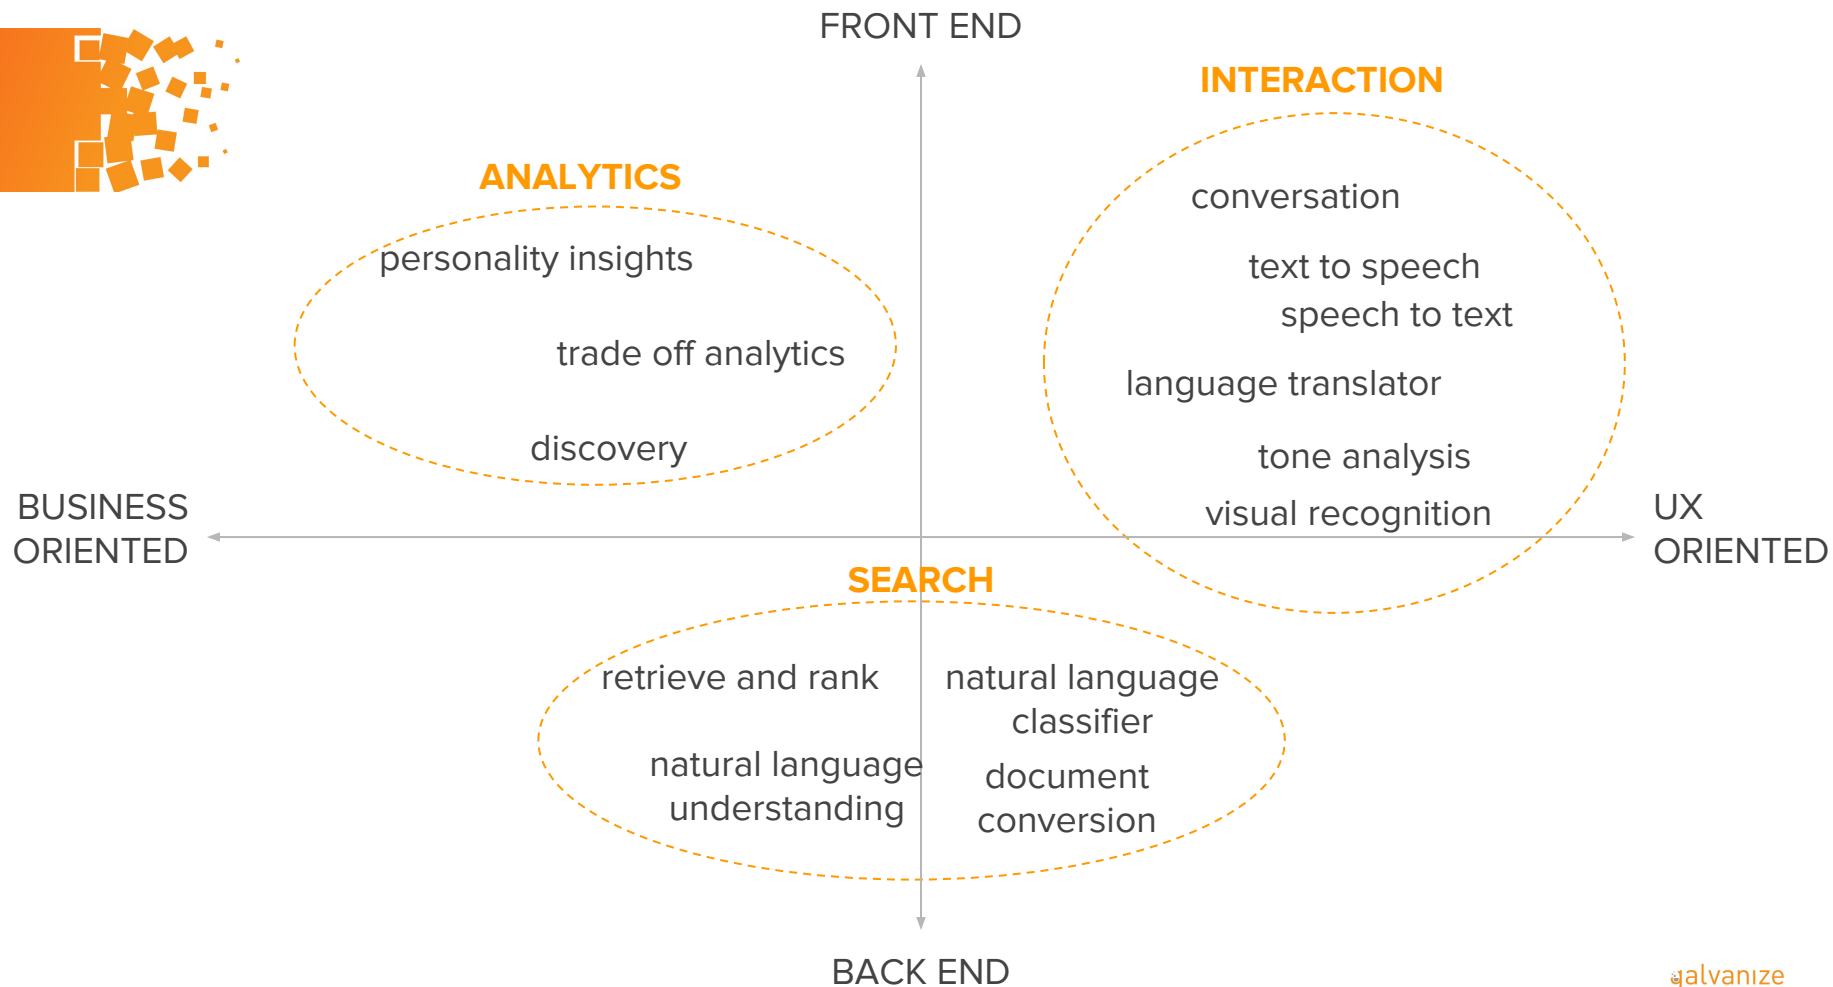 FRONT END
INTERACTION
ANALYTICS
conversation
personality insights
text to speech
speech to text
trade off analytics
language translator
discovery
tone analysis
BUSINESS
ORIENTED
visual recognition
UX
ORIENTED
SEARCH
retrieve and rank
natural language
classifier
natural language
understanding
document
conversion
BACK END
galvanize